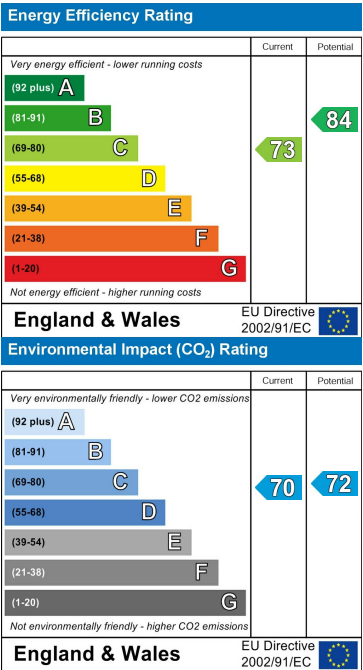 Energy Efficiency Rating
Current Potential
Very energy efficient - lower running costs
(92 plus) A
(81-91) B
84
(69-80) C
73
(55-68) D
(39-54) E
(21-38) F
(1-20) G
Not energy efficient - higher running costs
England & Wales
EU Directive
2002/91/EC
Environmental Impact (CO₂) Rating
Current Potential
Very environmentally friendly - lower CO2 emissions
(92 plus) A
(81-91) B
(69-80) C
70 72
(55-68) D
(39-54) E
(21-38) F
(1-20) G
Not environmentally friendly - higher CO2 emissions
England & Wales
EU Directive
2002/91/EC